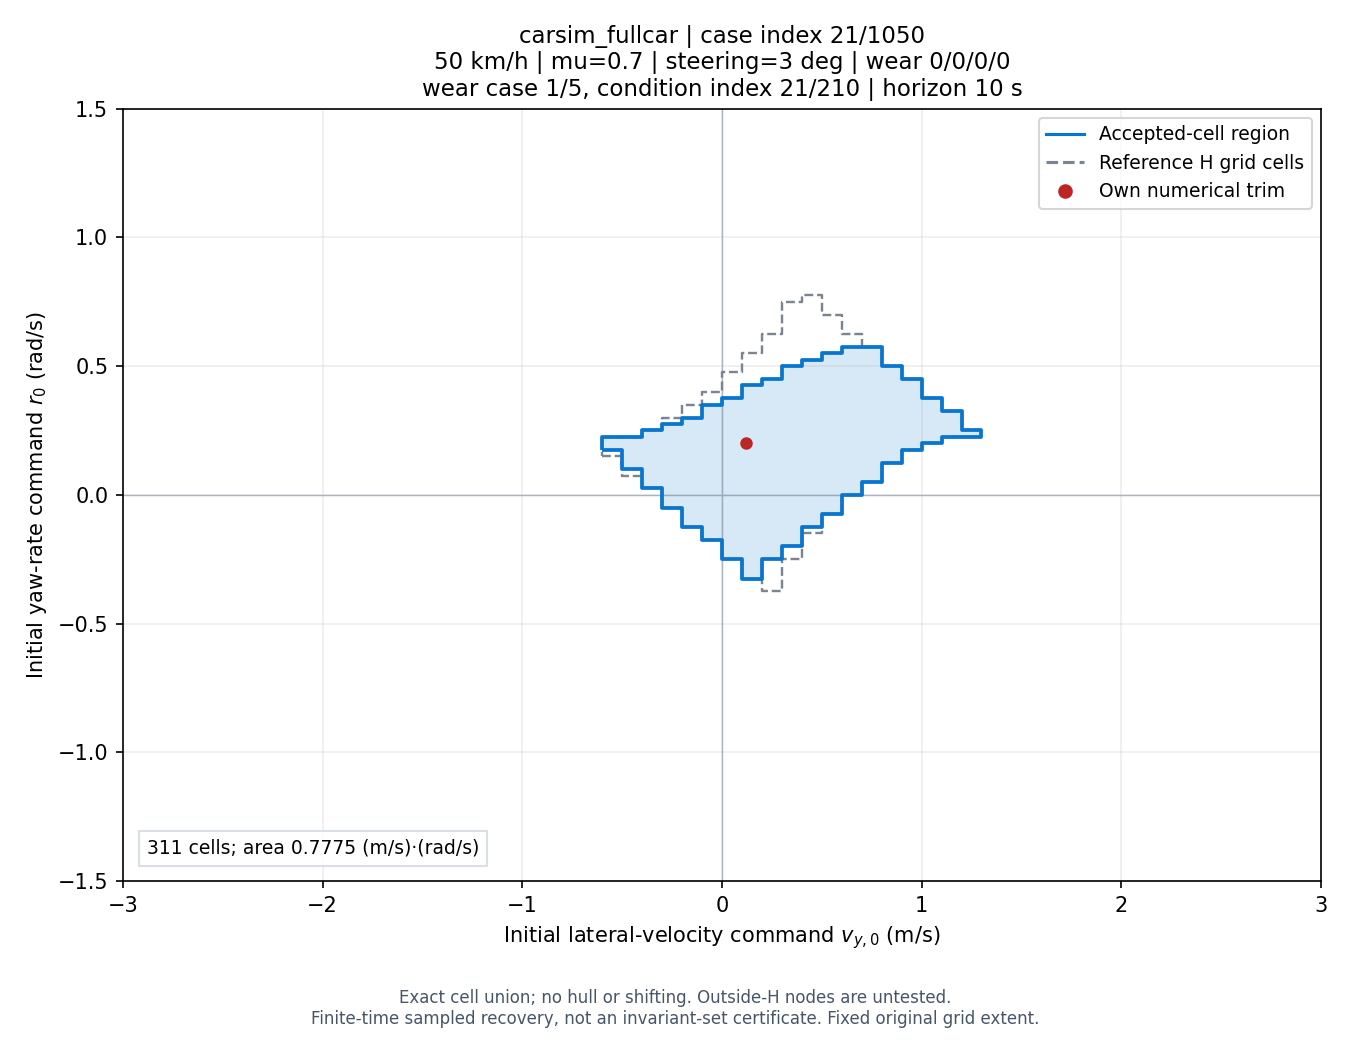 carsim_fullcar | case index 21/1050
50 km/h | mu=0.7 | steering=3 deg | wear 0/0/0/0
wear case 1/5, condition index 21/210 | horizon 10 s
Accepted-cell region
Reference H grid cells
Own numerical trim
1.5
1.0
0.5
0.0
−0.5
−1.0
−1.5
Initial yaw-rate command r0 (rad/s)
311 cells; area 0.7775 (m/s)·(rad/s)
−3
−2
−1
0
1
2
3
Initial lateral-velocity command vy,0 (m/s)
Exact cell union; no hull or shifting. Outside-H nodes are untested.
Finite-time sampled recovery, not an invariant-set certificate. Fixed original grid extent.